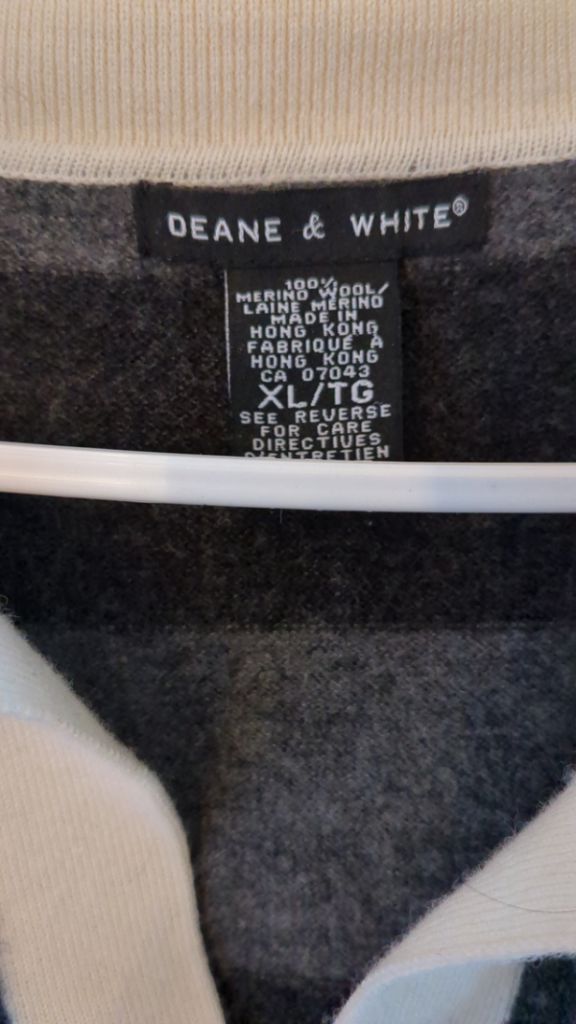 DEANE & WHITE®
100%
MERINO WOOL/
LAINE MERINO
MADE IN
HONG KONG
FABRIQUÉ À
HONG KONG
CA 07043
XL/TG
SEE REVERSE
FOR CARE
DIRECTIVES
D'ENTRETIEN